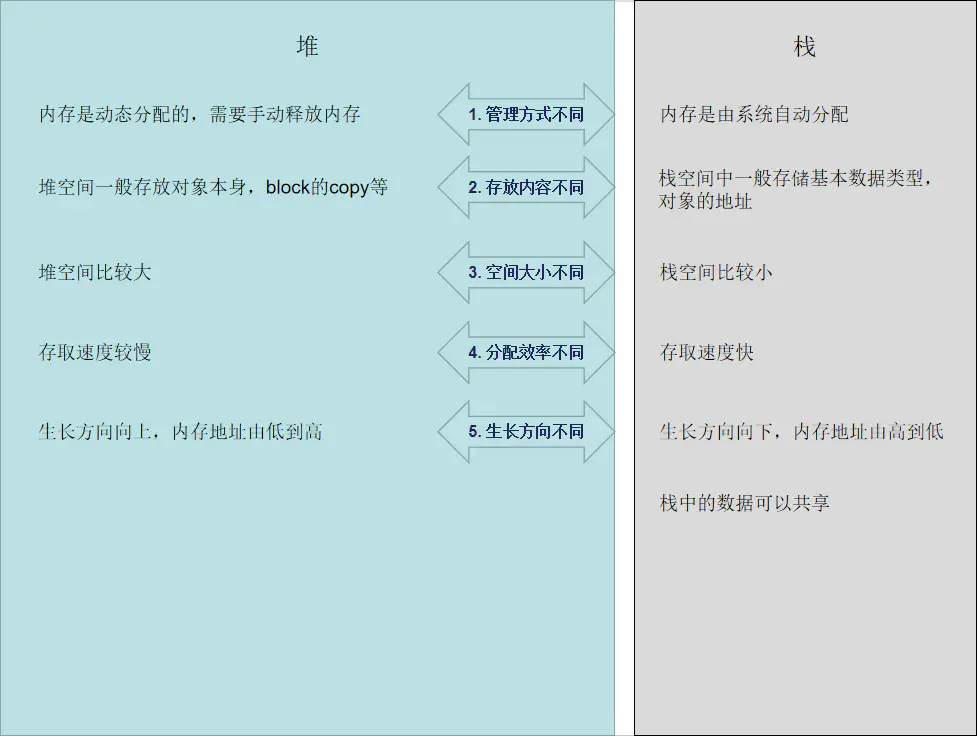 堆
栈
内存是动态分配的，需要手动释放内存
1. 管理方式不同
内存是由系统自动分配
堆空间一般存放对象本身，block的copy等
2. 存放内容不同
栈空间中一般存储基本数据类型，
对象的地址
堆空间比较大
3. 空间大小不同
栈空间比较小
存取速度较慢
4. 分配效率不同
存取速度快
生长方向向上，内存地址由低到高
5. 生长方向不同
生长方向向下，内存地址由高到低
栈中的数据可以共享